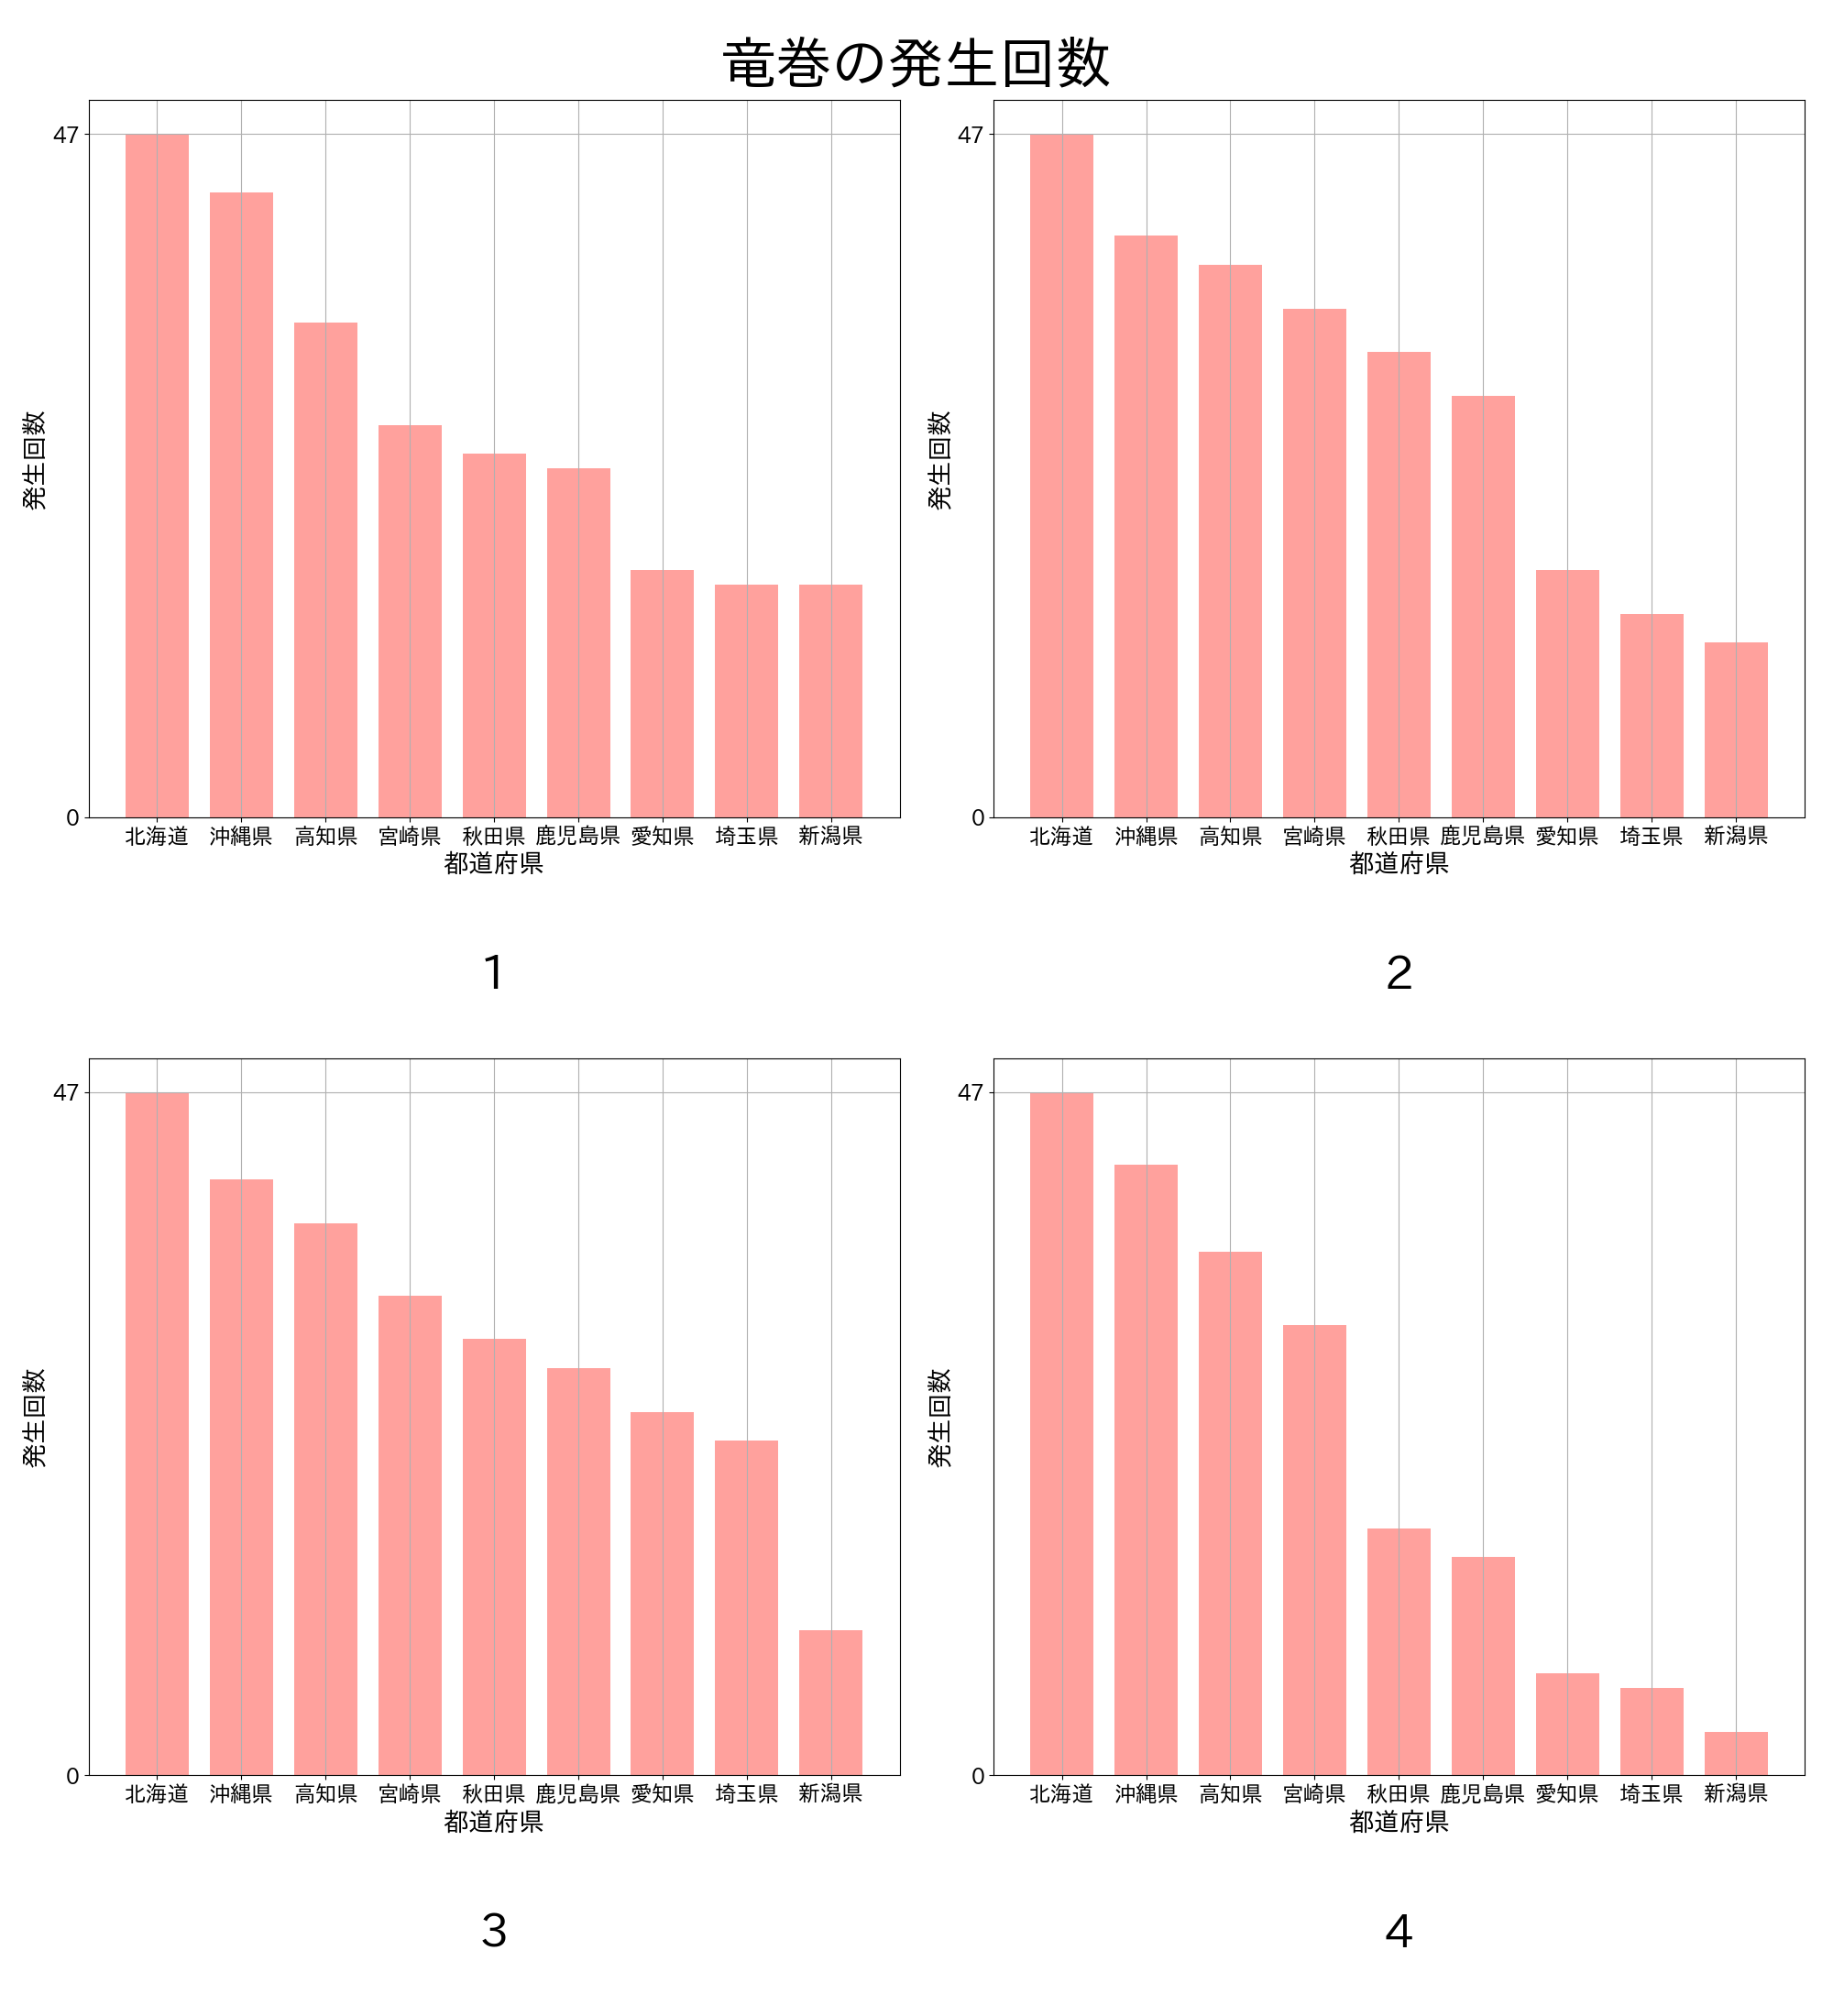 竜巻の発生回数
47
0
発生回数
北海道 沖縄県 高知県 宮崎県 秋田県 鹿児島県 愛知県 埼玉県 新潟県
都道府県
1
47
0
発生回数
北海道 沖縄県 高知県 宮崎県 秋田県 鹿児島県 愛知県 埼玉県 新潟県
都道府県
2
47
0
発生回数
北海道 沖縄県 高知県 宮崎県 秋田県 鹿児島県 愛知県 埼玉県 新潟県
都道府県
3
47
0
発生回数
北海道 沖縄県 高知県 宮崎県 秋田県 鹿児島県 愛知県 埼玉県 新潟県
都道府県
4